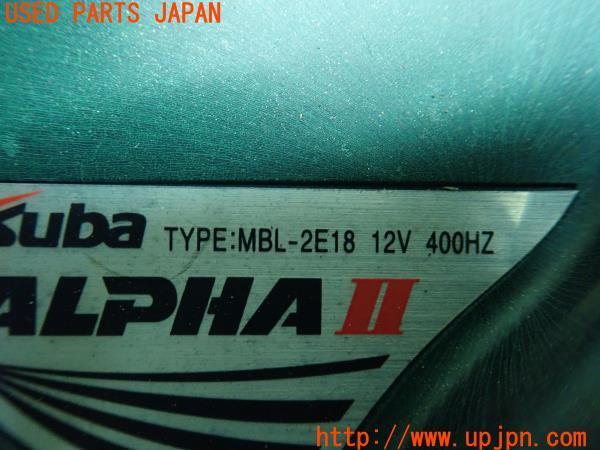 USED PARTS JAPAN
kuba TYPE:MBL-2E18 12V 400HZ
ALPHA II
http://www.upjpn.com